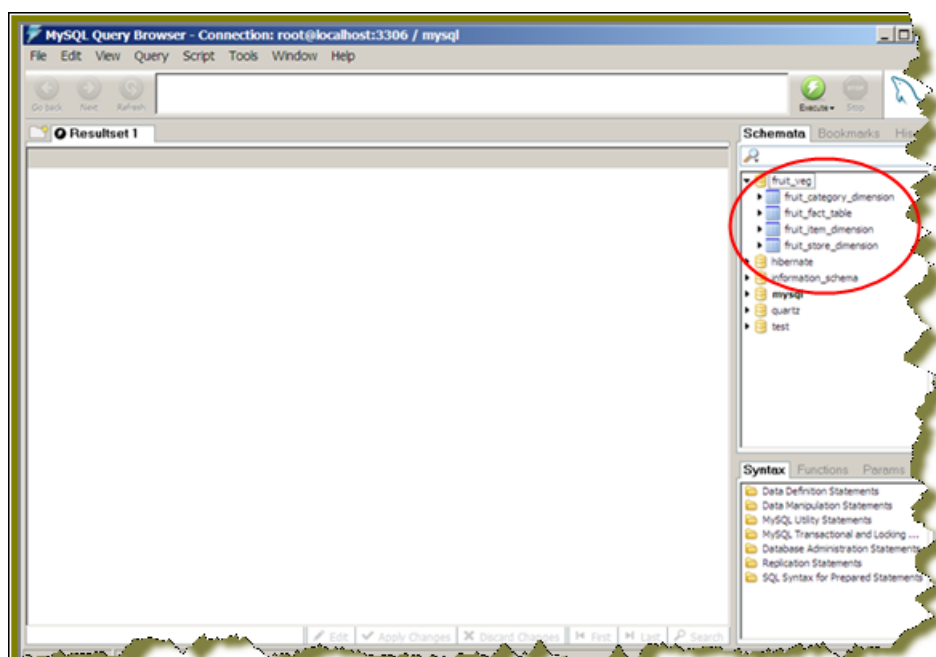 MySQL Query Browser - Connection: root@localhost:3306 / mysql
File Edit View Query Script Tools Window Help
Go back Next Refresh
Execute Stop
Resultset 1
Schemata Bookmarks His
fruit_veg
fruit_category_dimension
fruit_fact_table
fruit_item_dimension
fruit_store_dimension
hibernate
information_schema
mysql
quartz
test
Syntax Functions Params
Data Definition Statements
Data Manipulation Statements
MySQL Utility Statements
MySQL Transactional and Locking ...
Database Administration Statements
Replication Statements
SQL Syntax for Prepared Statements
Edit Apply Changes Discard Changes First Last Search